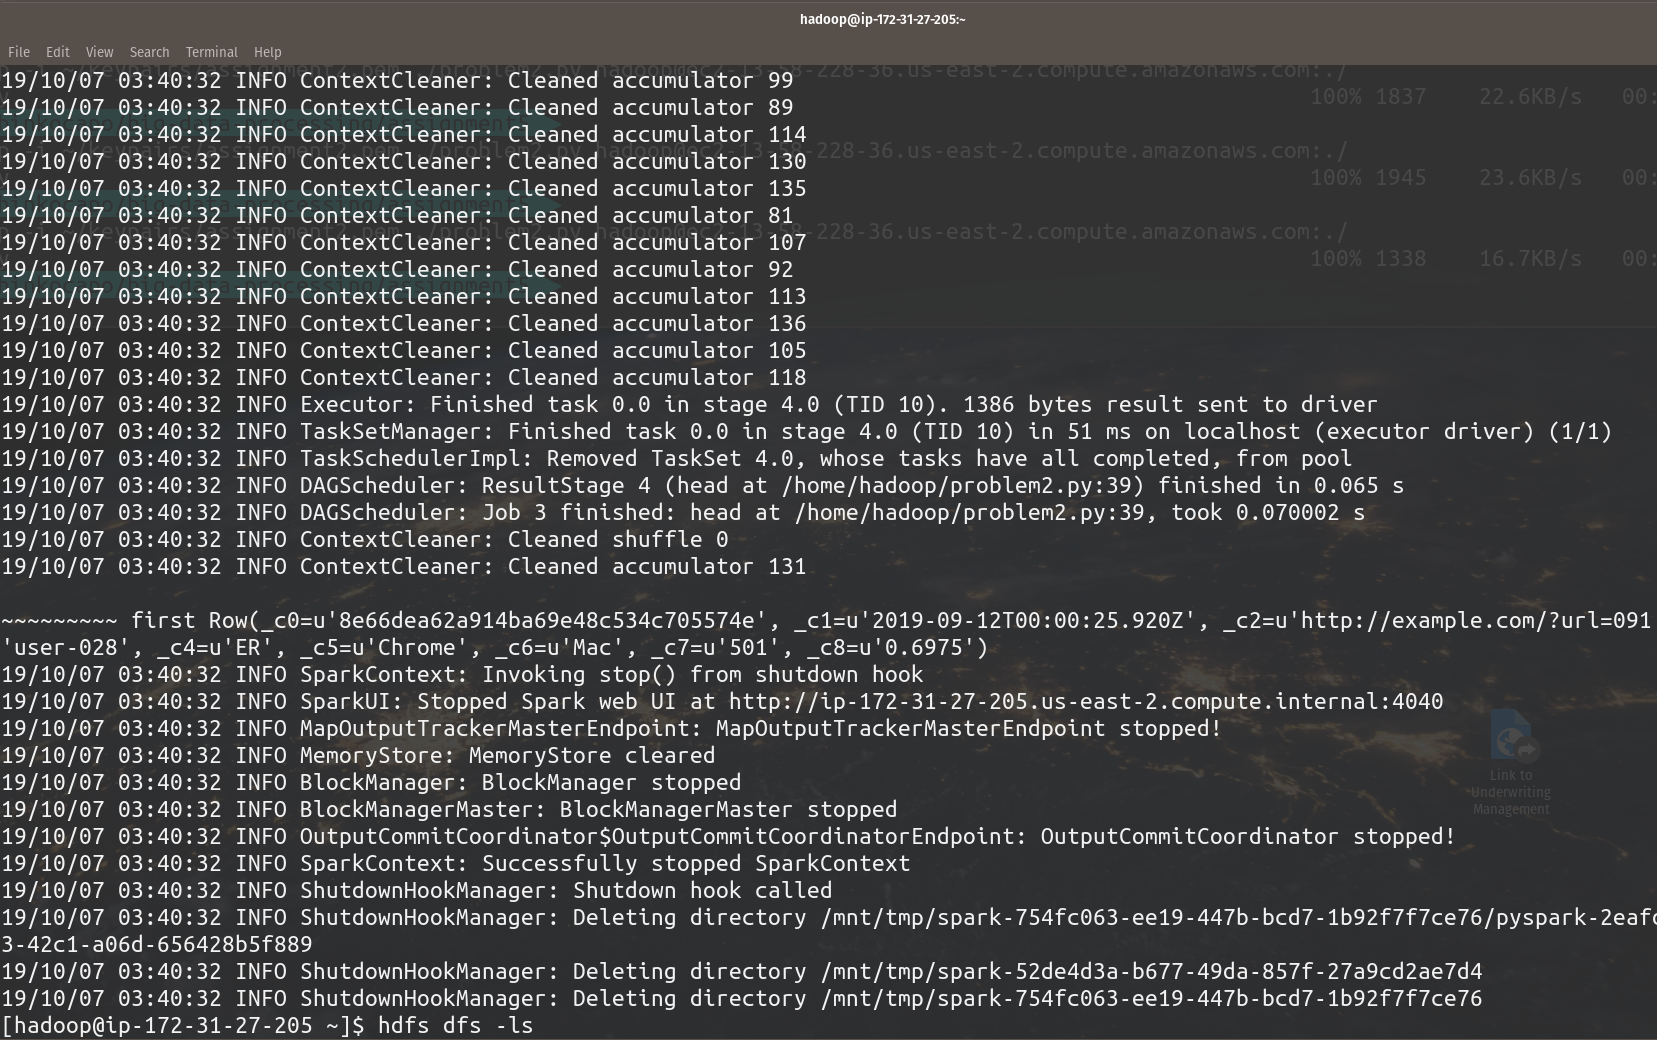 hadoop@ip-172-31-27-205:~
File Edit View Search Terminal Help
19/10/07 03:40:32 INFO ContextCleaner: Cleaned accumulator 99
19/10/07 03:40:32 INFO ContextCleaner: Cleaned accumulator 89
19/10/07 03:40:32 INFO ContextCleaner: Cleaned accumulator 114
19/10/07 03:40:32 INFO ContextCleaner: Cleaned accumulator 130
19/10/07 03:40:32 INFO ContextCleaner: Cleaned accumulator 135
19/10/07 03:40:32 INFO ContextCleaner: Cleaned accumulator 81
19/10/07 03:40:32 INFO ContextCleaner: Cleaned accumulator 107
19/10/07 03:40:32 INFO ContextCleaner: Cleaned accumulator 92
19/10/07 03:40:32 INFO ContextCleaner: Cleaned accumulator 113
19/10/07 03:40:32 INFO ContextCleaner: Cleaned accumulator 136
19/10/07 03:40:32 INFO ContextCleaner: Cleaned accumulator 105
19/10/07 03:40:32 INFO ContextCleaner: Cleaned accumulator 118
19/10/07 03:40:32 INFO Executor: Finished task 0.0 in stage 4.0 (TID 10). 1386 bytes result sent to driver
19/10/07 03:40:32 INFO TaskSetManager: Finished task 0.0 in stage 4.0 (TID 10) in 51 ms on localhost (executor driver) (1/1)
19/10/07 03:40:32 INFO TaskSchedulerImpl: Removed TaskSet 4.0, whose tasks have all completed, from pool
19/10/07 03:40:32 INFO DAGScheduler: ResultStage 4 (head at /home/hadoop/problem2.py:39) finished in 0.065 s
19/10/07 03:40:32 INFO DAGScheduler: Job 3 finished: head at /home/hadoop/problem2.py:39, took 0.070002 s
19/10/07 03:40:32 INFO ContextCleaner: Cleaned shuffle 0
19/10/07 03:40:32 INFO ContextCleaner: Cleaned accumulator 131
~~~~~~~~~ first Row(_c0=u'8e66dea62a914ba69e48c534c705574e', _c1=u'2019-09-12T00:00:25.920Z', _c2=u'http://example.com/?url=091
'user-028', _c4=u'ER', _c5=u'Chrome', _c6=u'Mac', _c7=u'501', _c8=u'0.6975')
19/10/07 03:40:32 INFO SparkContext: Invoking stop() from shutdown hook
19/10/07 03:40:32 INFO SparkUI: Stopped Spark web UI at http://ip-172-31-27-205.us-east-2.compute.internal:4040
19/10/07 03:40:32 INFO MapOutputTrackerMasterEndpoint: MapOutputTrackerMasterEndpoint stopped!
19/10/07 03:40:32 INFO MemoryStore: MemoryStore cleared
19/10/07 03:40:32 INFO BlockManager: BlockManager stopped
19/10/07 03:40:32 INFO BlockManagerMaster: BlockManagerMaster stopped
19/10/07 03:40:32 INFO OutputCommitCoordinator$OutputCommitCoordinatorEndpoint: OutputCommitCoordinator stopped!
19/10/07 03:40:32 INFO SparkContext: Successfully stopped SparkContext
19/10/07 03:40:32 INFO ShutdownHookManager: Shutdown hook called
19/10/07 03:40:32 INFO ShutdownHookManager: Deleting directory /mnt/tmp/spark-754fc063-ee19-447b-bcd7-1b92f7f7ce76/pyspark-2eafc
3-42c1-a06d-656428b5f889
19/10/07 03:40:32 INFO ShutdownHookManager: Deleting directory /mnt/tmp/spark-52de4d3a-b677-49da-857f-27a9cd2ae7d4
19/10/07 03:40:32 INFO ShutdownHookManager: Deleting directory /mnt/tmp/spark-754fc063-ee19-447b-bcd7-1b92f7f7ce76
[hadoop@ip-172-31-27-205 ~]$ hdfs dfs -ls
100% 1837 22.6KB/s 00:
100% 1945 23.6KB/s 00:
100% 1338 16.7KB/s 00:
Link to
Underwriting
Management